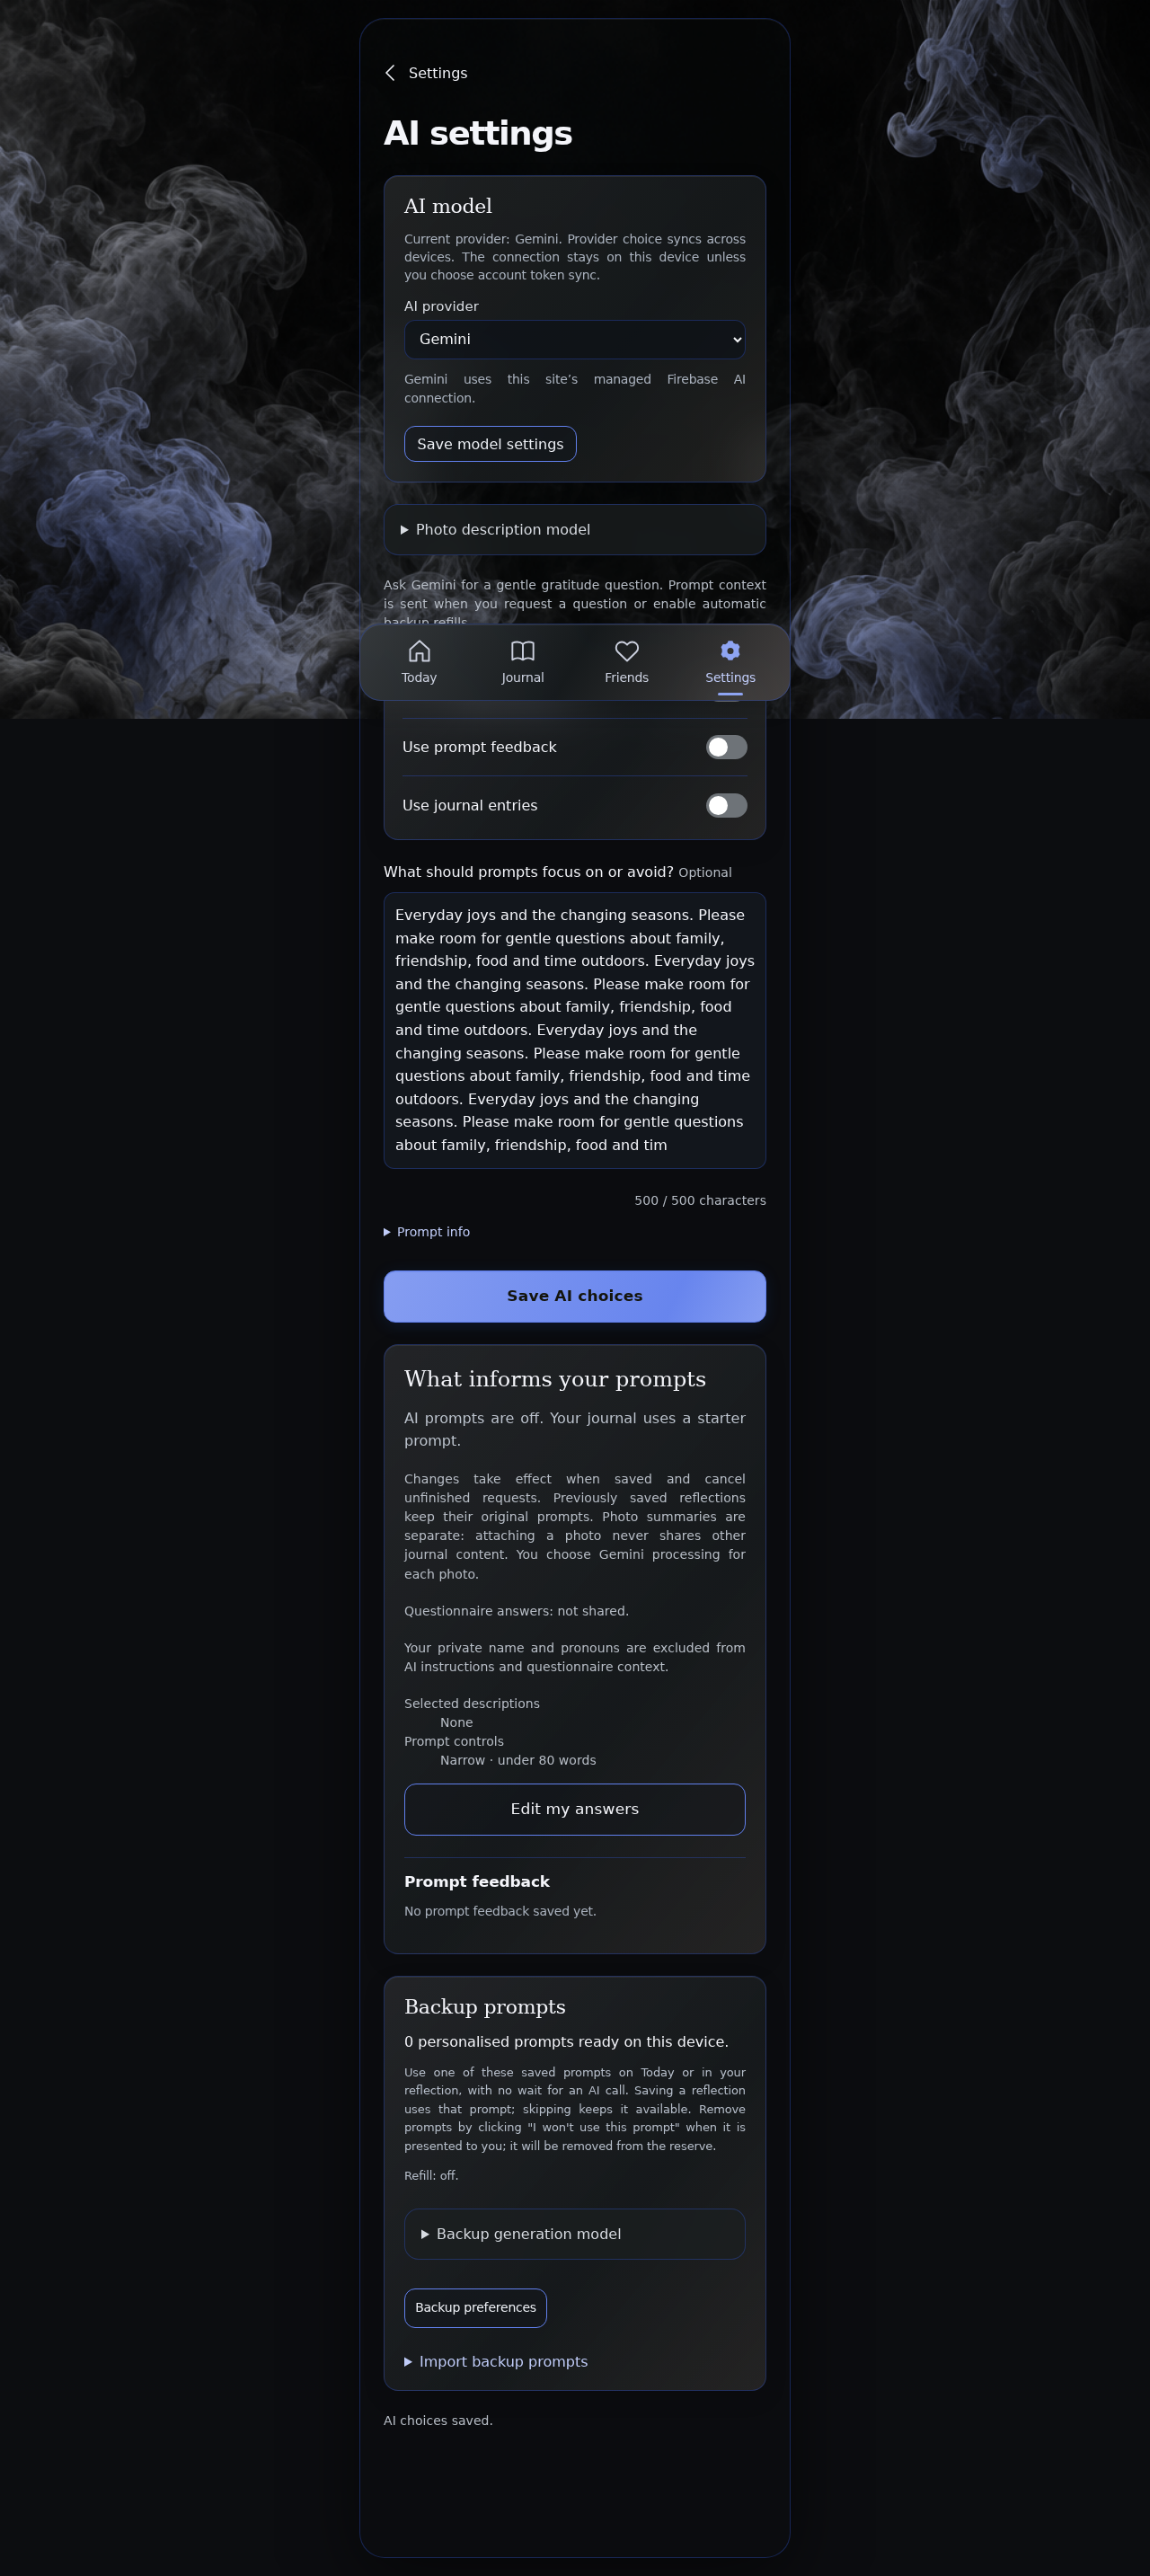 Settings
AI settings
AI model
Current provider: Gemini. Provider choice syncs across
devices. The connection stays on this device unless
you choose account token sync.
AI provider
Gemini
Gemini uses this site’s managed Firebase AI
connection.
Save model settings
Photo description model
Ask Gemini for a gentle gratitude question. Prompt context
is sent when you request a question or enable automatic
backup refills.
Today
Journal
Friends
Settings
Use prompt feedback
Use journal entries
What should prompts focus on or avoid? Optional
Everyday joys and the changing seasons. Please
make room for gentle questions about family,
friendship, food and time outdoors. Everyday joys
and the changing seasons. Please make room for
gentle questions about family, friendship, food
and time outdoors. Everyday joys and the
changing seasons. Please make room for gentle
questions about family, friendship, food and time
outdoors. Everyday joys and the changing
seasons. Please make room for gentle questions
about family, friendship, food and tim
500 / 500 characters
Prompt info
Save AI choices
What informs your prompts
AI prompts are off. Your journal uses a starter
prompt.
Changes take effect when saved and cancel
unfinished requests. Previously saved reflections
keep their original prompts. Photo summaries are
separate: attaching a photo never shares other
journal content. You choose Gemini processing for
each photo.
Questionnaire answers: not shared.
Your private name and pronouns are excluded from
AI instructions and questionnaire context.
Selected descriptions
None
Prompt controls
Narrow · under 80 words
Edit my answers
Prompt feedback
No prompt feedback saved yet.
Backup prompts
0 personalised prompts ready on this device.
Use one of these saved prompts on Today or in your
reflection, with no wait for an AI call. Saving a reflection
uses that prompt; skipping keeps it available. Remove
prompts by clicking "I won't use this prompt" when it is
presented to you; it will be removed from the reserve.
Refill: off.
Backup generation model
Backup preferences
Import backup prompts
AI choices saved.